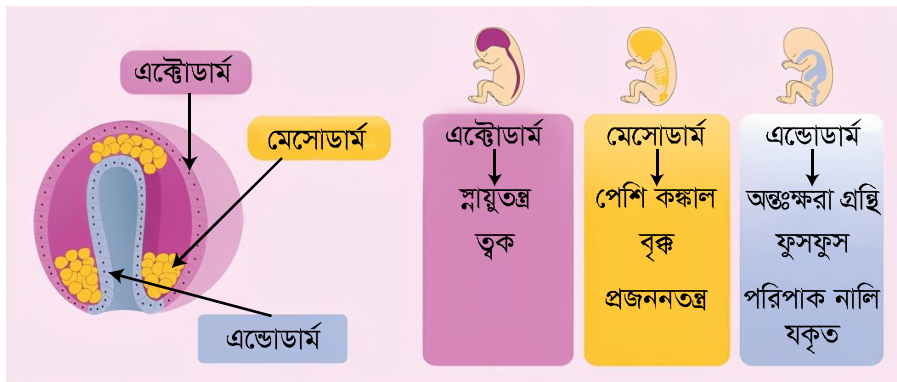 এক্টোডার্ম
মেসোডার্ম
এন্ডোডার্ম
এক্টোডার্ম
স্নায়ুতন্ত্র
ত্বক
মেসোডার্ম
পেশি কঙ্কাল
বৃক্ক
প্রজননতন্ত্র
এন্ডোডার্ম
অন্তঃক্ষরা গ্রন্থি
ফুসফুস
পরিপাক নালি
যকৃত